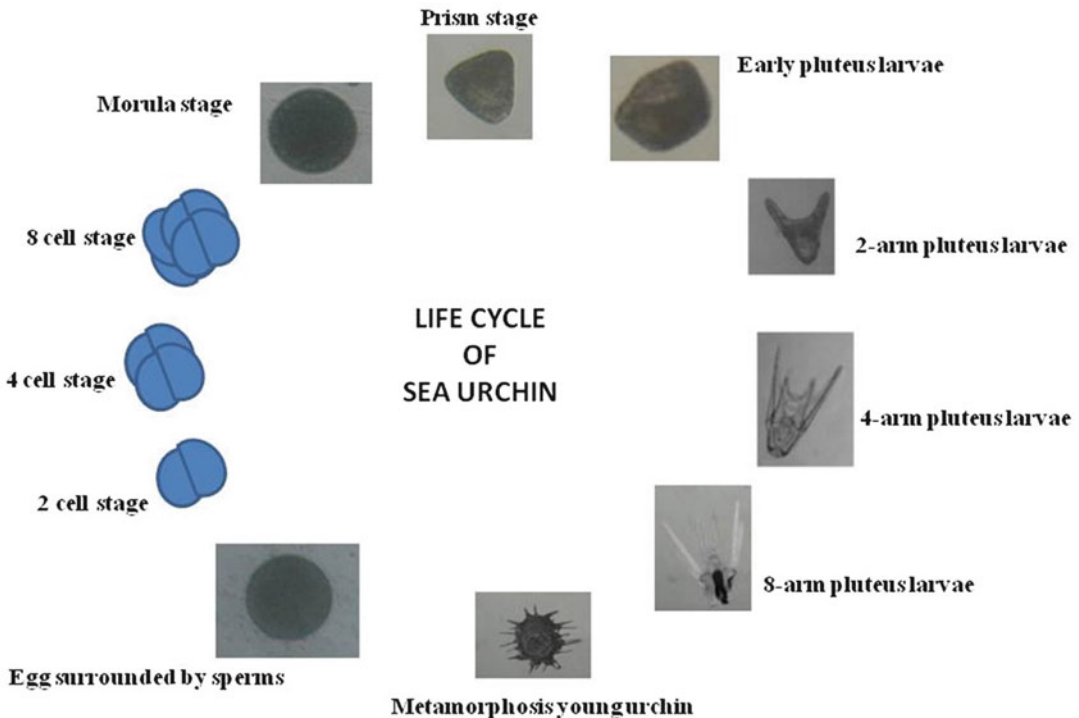 Prism stage
Early pluteus larvae
Morula stage
8 cell stage
2-arm pluteus larvae
LIFE CYCLE
OF
SEA URCHIN
4 cell stage
4-arm pluteus larvae
2 cell stage
8-arm pluteus larvae
Egg surrounded by sperms
Metamorphosis young urchin